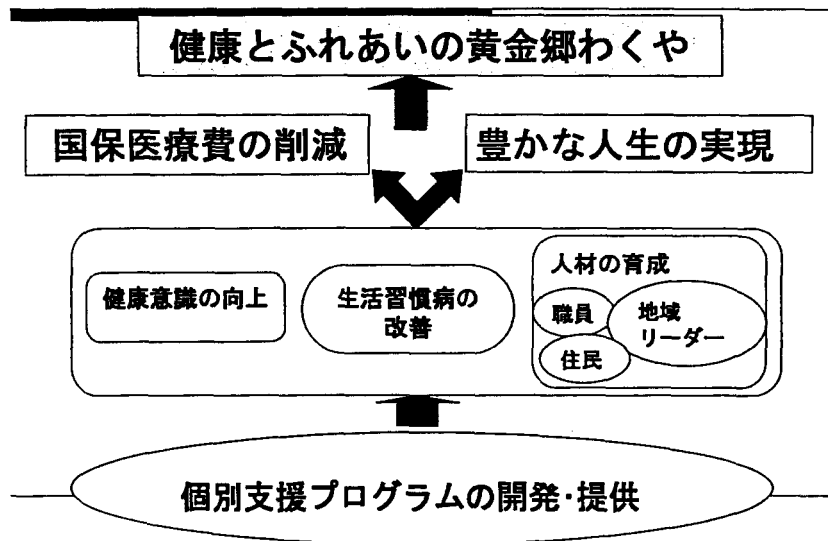 健康とふれあいの黄金郷わくや
国保医療費の削減
豊かな人生の実現
健康意識の向上
生活習慣病の
改善
人材の育成
職員
地域
リーダー
住民
個別支援プログラムの開発・提供